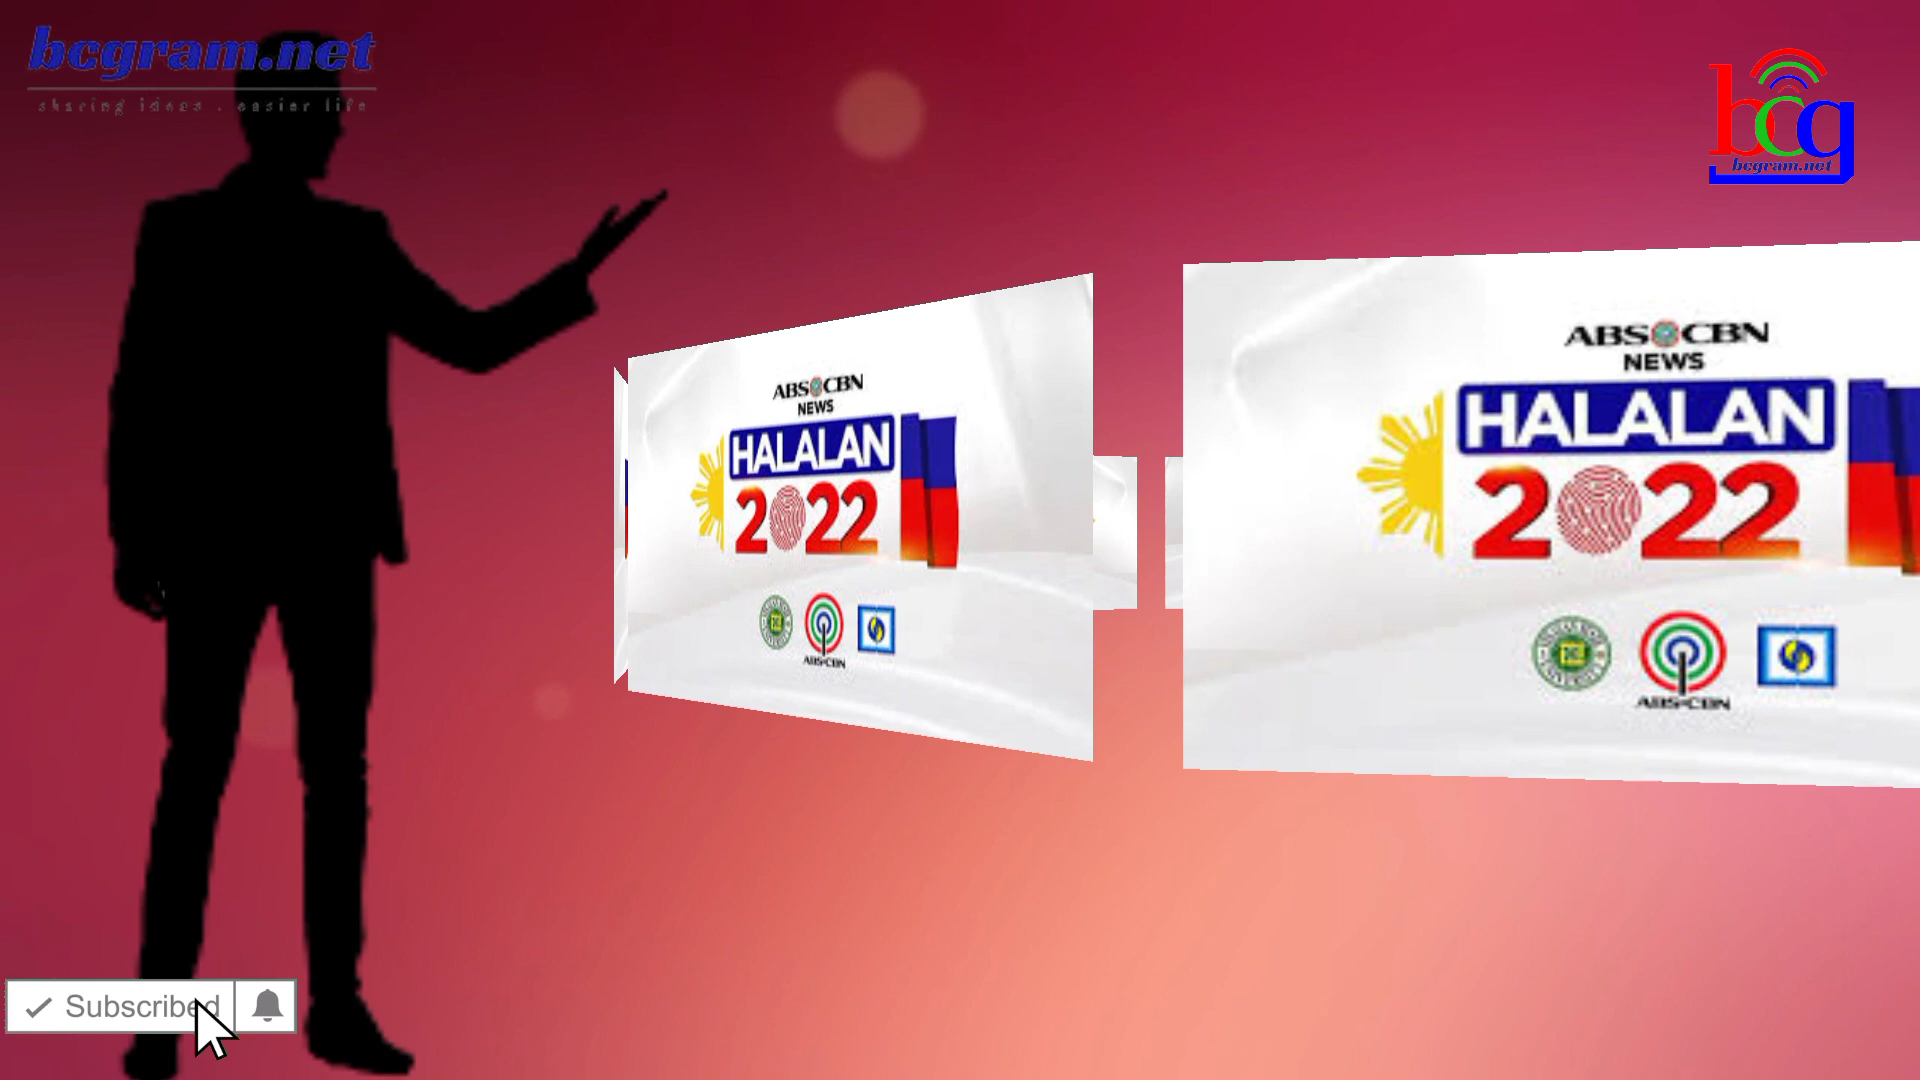 bcgram.net
sharing ideas . easier life
bcg
bcgram.net
ABS CBN
NEWS
HALALAN
2022
ABS-CBN
ABS CBN
NEWS
HALALAN
2022
ABS-CBN
Subscribed